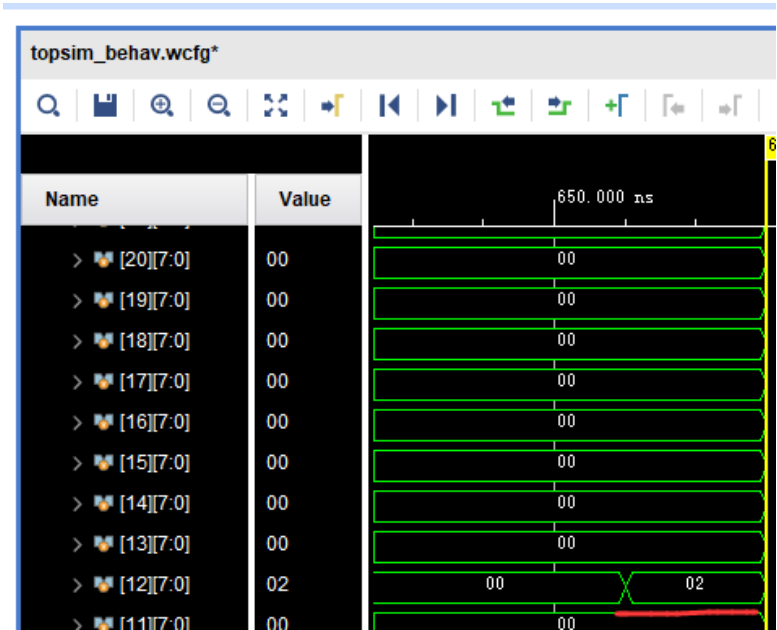 topsim_behav.wcfg*
6
Name Value 650.000 ns
[20][7:0] 00 00
[19][7:0] 00 00
[18][7:0] 00 00
[17][7:0] 00 00
[16][7:0] 00 00
[15][7:0] 00 00
[14][7:0] 00 00
[13][7:0] 00 00
[12][7:0] 02 00 02
[11][7:0] 00 00